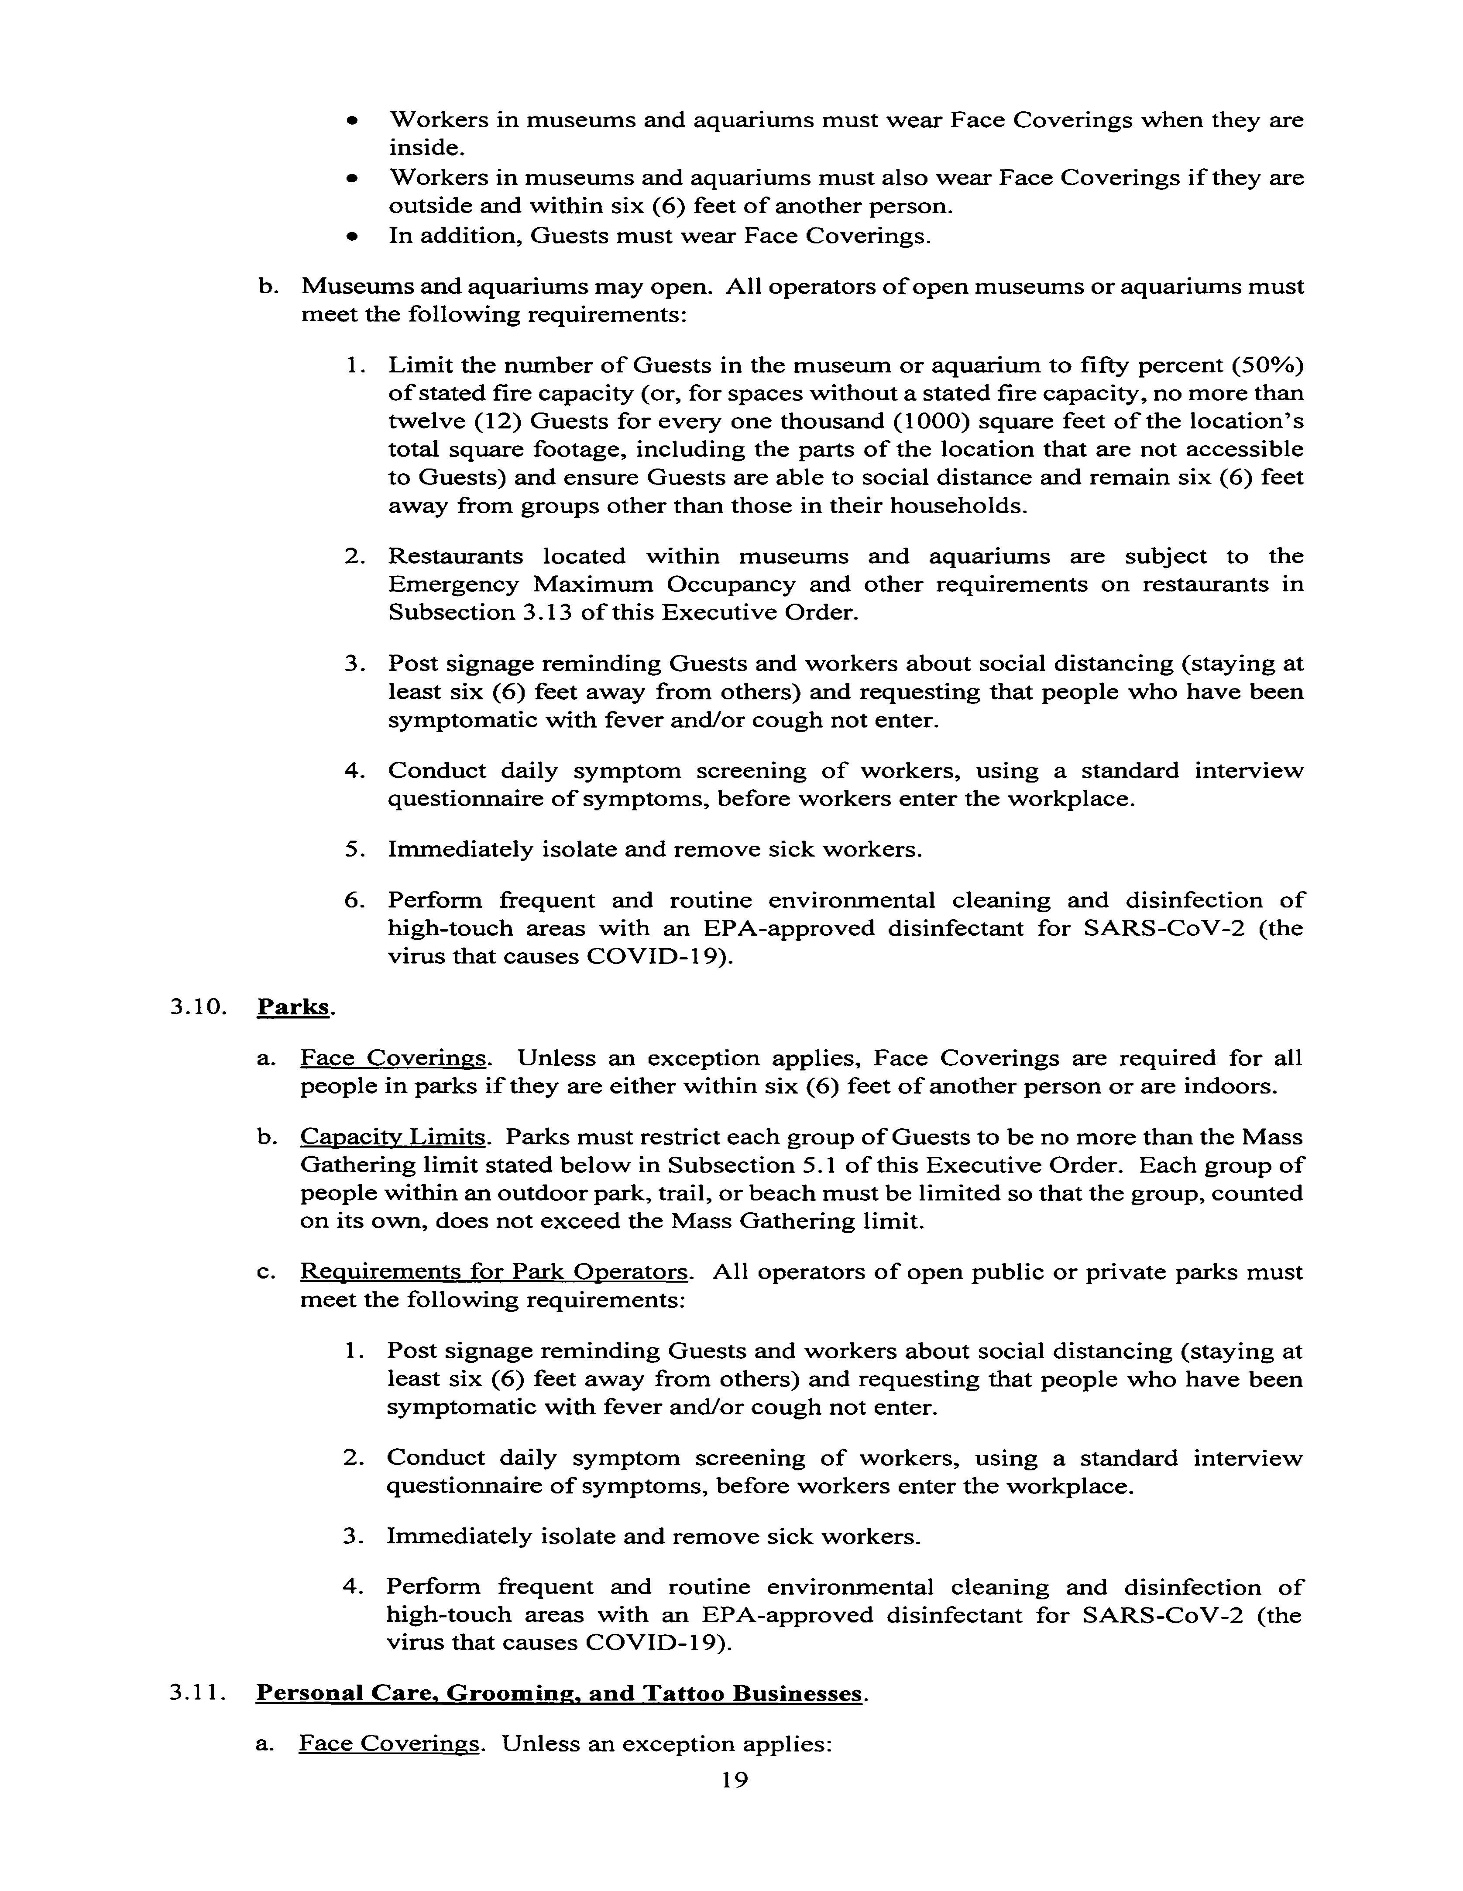 • Workers in museums and aquariums must wear Face Coverings when they are
inside.
• Workers in museums and aquariums must also wear Face Coverings if they are
outside and within six (6) feet of another person.
• In addition, Guests must wear Face Coverings.
b. Museums and aquariums may open. All operators of open museums or aquariums must
meet the following requirements:
1. Limit the number of Guests in the museum or aquarium to fifty percent (50%)
of stated fire capacity (or, for spaces without a stated fire capacity, no more than
twelve (12) Guests for every one thousand (1000) square feet of the location's
total square footage, including the parts of the location that are not accessible
to Guests) and ensure Guests are able to social distance and remain six (6) feet
away from groups other than those in their households.
2. Restaurants located within museums and aquariums are subject to the
Emergency Maximum Occupancy and other requirements on restaurants in
Subsection 3.13 of this Executive Order.
3. Post signage reminding Guests and workers about social distancing (staying at
least six (6) feet away from others) and requesting that people who have been
symptomatic with fever and/or cough not enter.
4. Conduct daily symptom screening of workers, using a standard interview
questionnaire of symptoms, before workers enter the workplace.
5. Immediately isolate and remove sick workers.
6. Perform frequent and routine environmental cleaning and disinfection of
high-touch areas with an EPA-approved disinfectant for SARS-CoV-2 (the
virus that causes COVID-19).
3.10. Parks.
a. Face Coverings. Unless an exception applies, Face Coverings are required for all
people in parks if they are either within six (6) feet of another person or are indoors.
b. Capacity Limits. Parks must restrict each group of Guests to be no more than the Mass
Gathering limit stated below in Subsection 5.1 of this Executive Order. Each group of
people within an outdoor park, trail, or beach must be limited so that the group, counted
on its own, does not exceed the Mass Gathering limit.
c. Requirements for Park Operators. All operators of open public or private parks must
meet the following requirements:
1. Post signage reminding Guests and workers about social distancing (staying at
least six (6) feet away from others) and requesting that people who have been
symptomatic with fever and/or cough not enter.
2. Conduct daily symptom screening of workers, using a standard interview
questionnaire of symptoms, before workers enter the workplace.
3. Immediately isolate and remove sick workers.
4. Perform frequent and routine environmental cleaning and disinfection of
high-touch areas with an EPA-approved disinfectant for SARS-CoV-2 (the
virus that causes COVID-19).
3.11. Personal Care, Grooming, and Tattoo Businesses.
a. Face Coverings. Unless an exception applies:
19